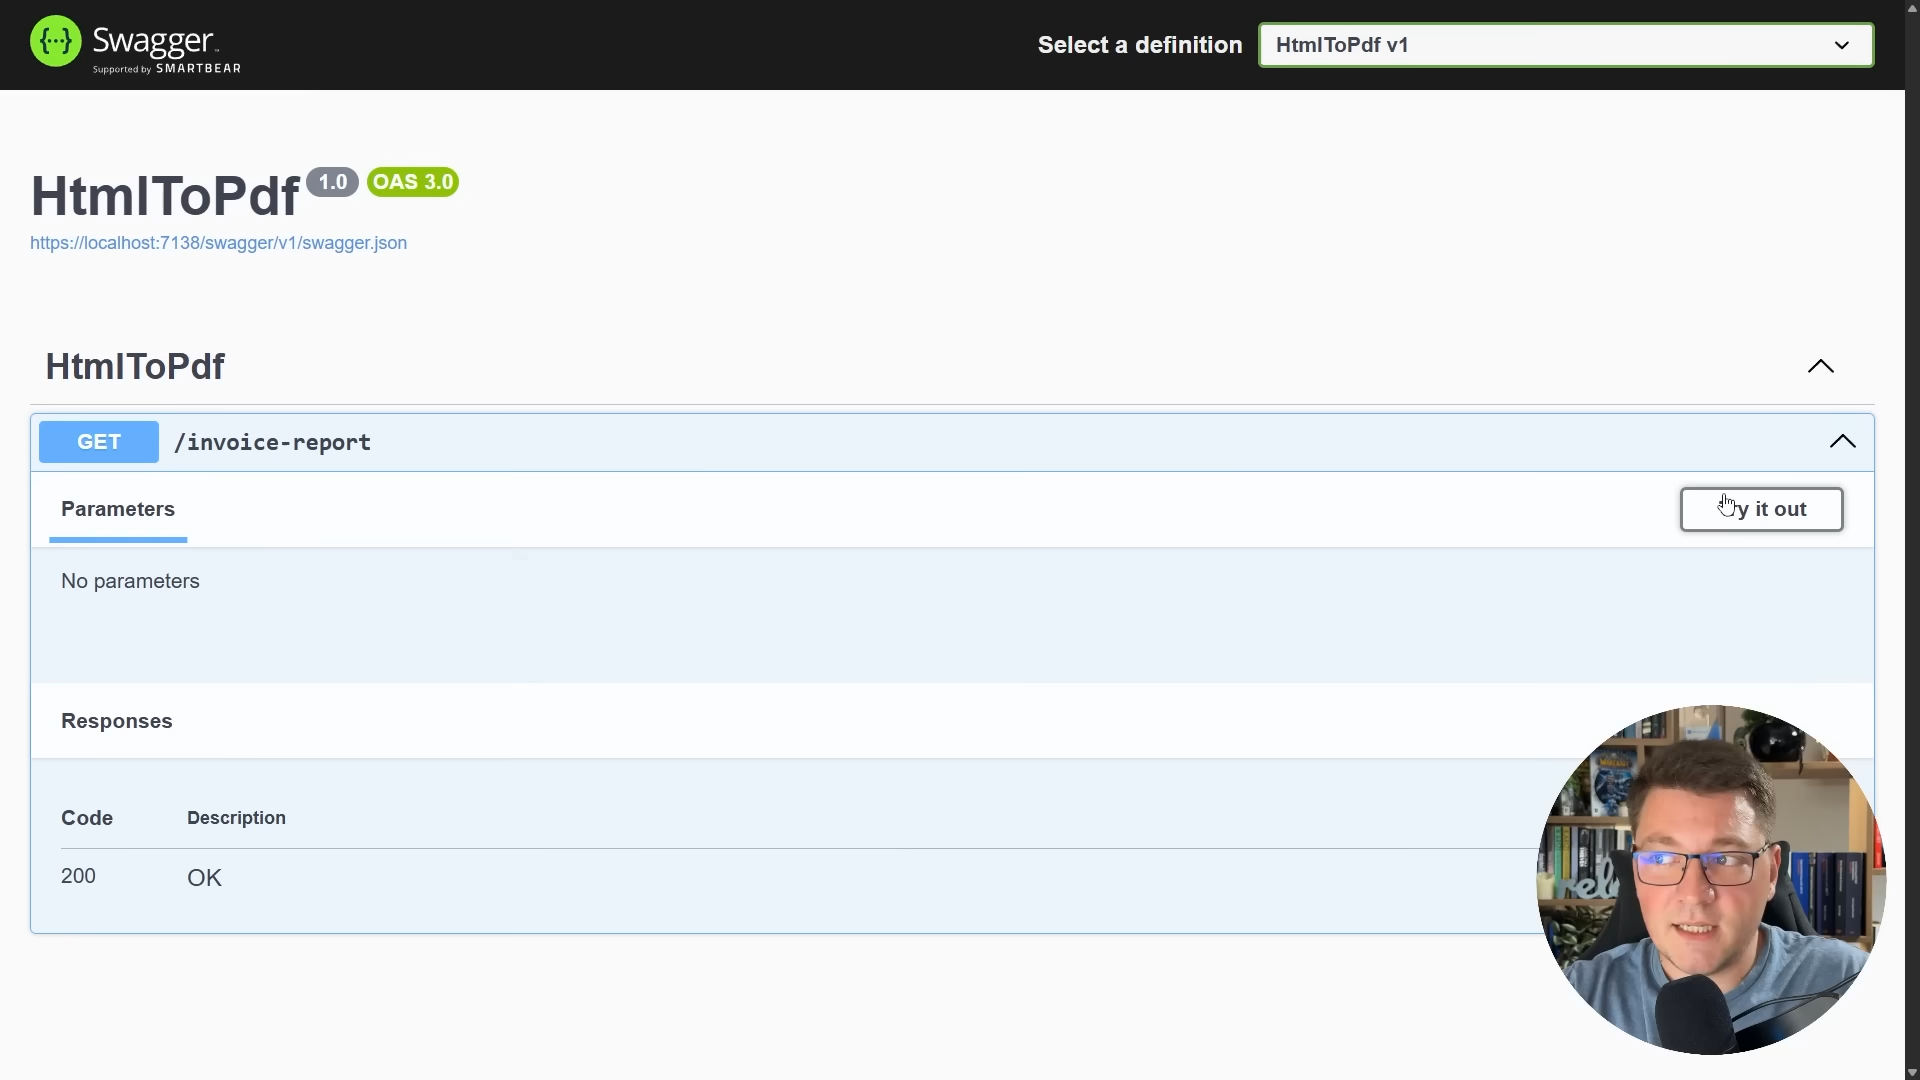 Swagger
Supported by SMARTBEAR
Select a definition
HtmlToPdf v1
HtmlToPdf 1.0 OAS 3.0
https://localhost:7138/swagger/v1/swagger.json
HtmlToPdf
GET /invoice-report
Parameters
it out
No parameters
Responses
Code Description
200 OK